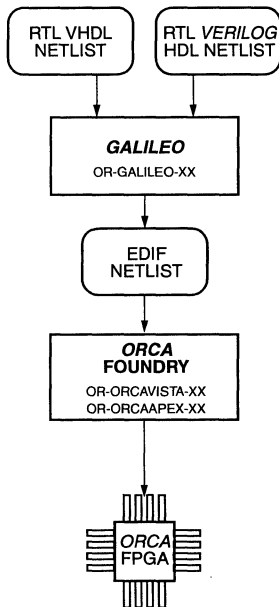 RTL VHDL
NETLIST
RTL VERILOG
HDL NETLIST
GALILEO
OR-GALILEO-XX
EDIF
NETLIST
ORCA
FOUNDRY
OR-ORCAVISTA-XX
OR-ORCAAPEX-XX
ORCA
FPGA